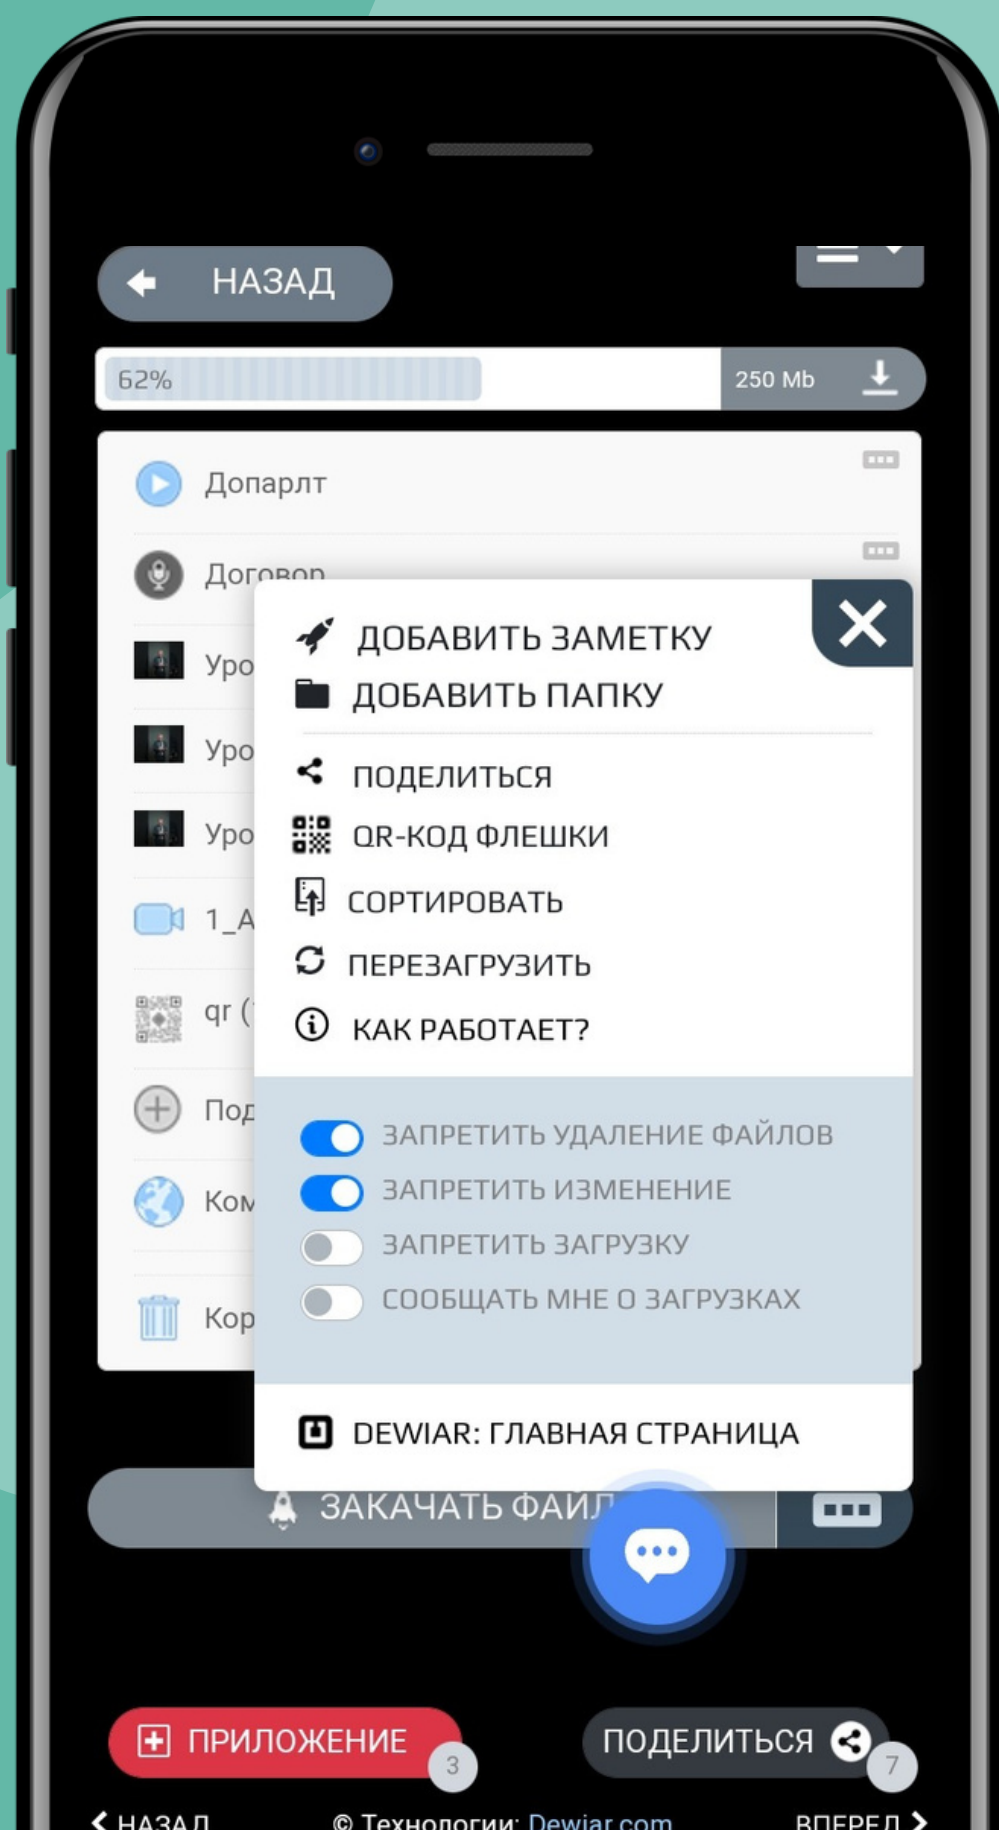 НАЗАД
62%
250 Mb
Допарлт
Договор
ДОБАВИТЬ ЗАМЕТКУ
Уро
ДОБАВИТЬ ПАПКУ
Уро
ПОДЕЛИТЬСЯ
Уро
QR-КОД ФЛЕШКИ
1_A
СОРТИРОВАТЬ
ПЕРЕЗАГРУЗИТЬ
qr (
КАК РАБОТАЕТ?
Под
ЗАПРЕТИТЬ УДАЛЕНИЕ ФАЙЛОВ
Ком
ЗАПРЕТИТЬ ИЗМЕНЕНИЕ
ЗАПРЕТИТЬ ЗАГРУЗКУ
Кор
СООБЩАТЬ МНЕ О ЗАГРУЗКАХ
DEWIAR: ГЛАВНАЯ СТРАНИЦА
ЗАКАЧАТЬ ФАЙЛ
ПРИЛОЖЕНИЕ 3
ПОДЕЛИТЬСЯ 7
НАЗАД © Технологии: Dewiar.com ВПЕРЕД